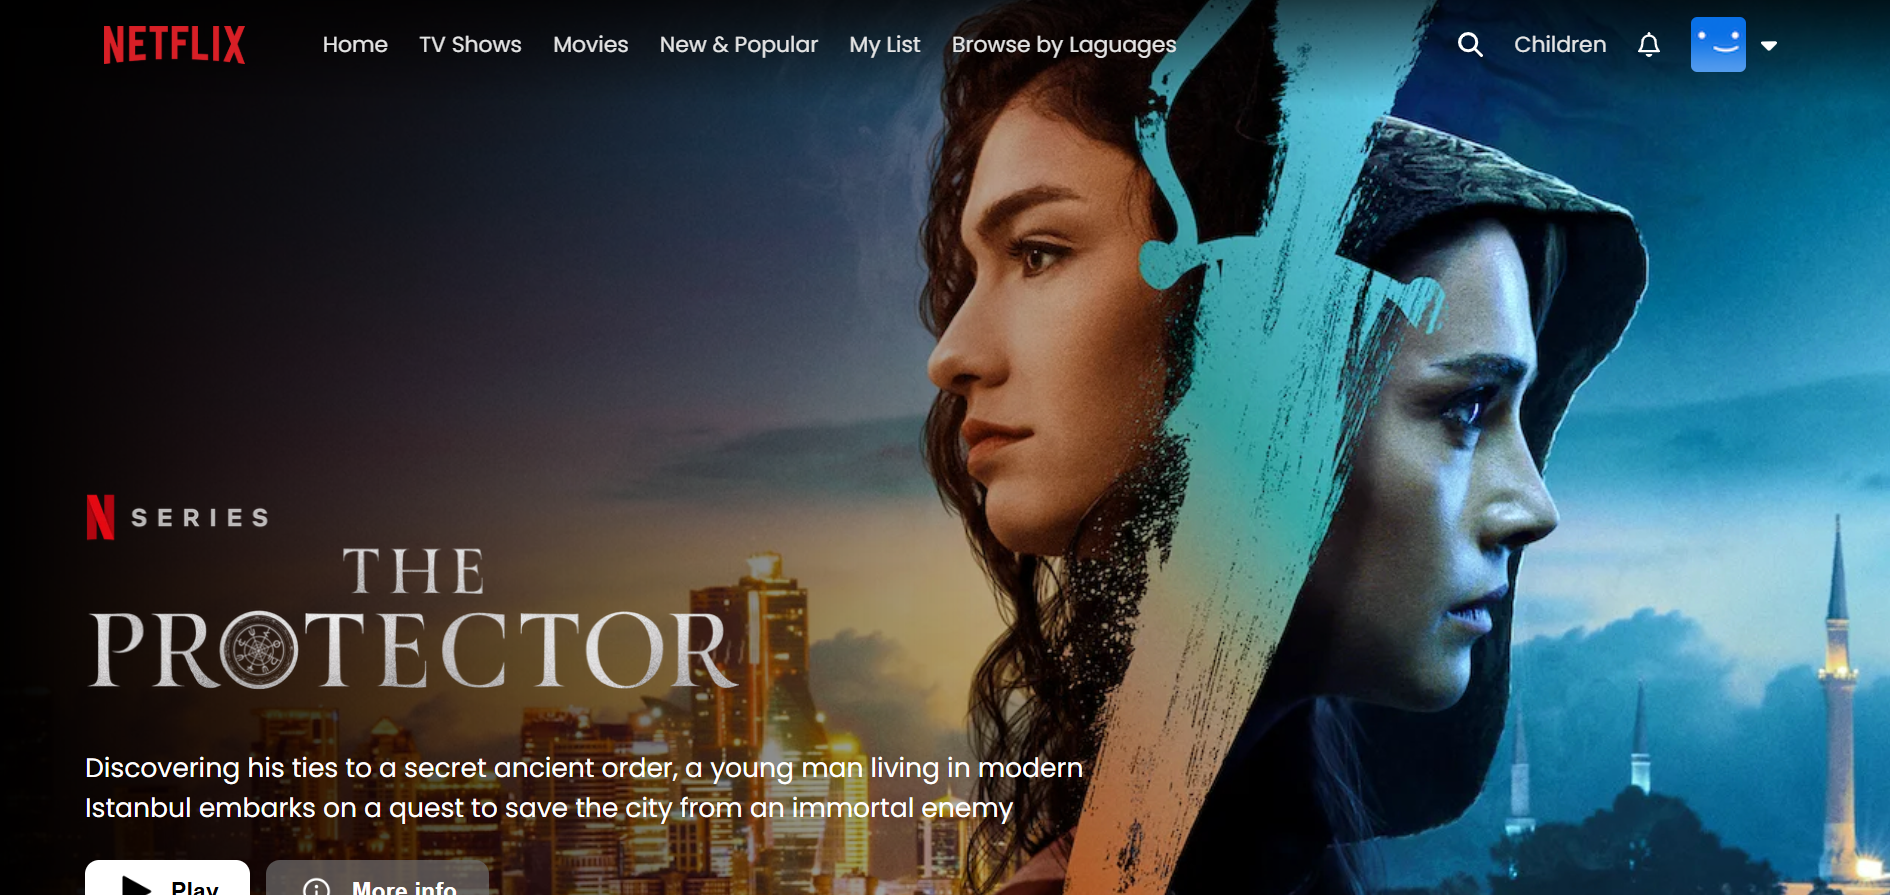 NETFLIX Home TV Shows Movies New & Popular My List Browse by Laguages Children
N SERIES
THE
PROTECTOR
Discovering his ties to a secret ancient order, a young man living in modern
Istanbul embarks on a quest to save the city from an immortal enemy
Play More info